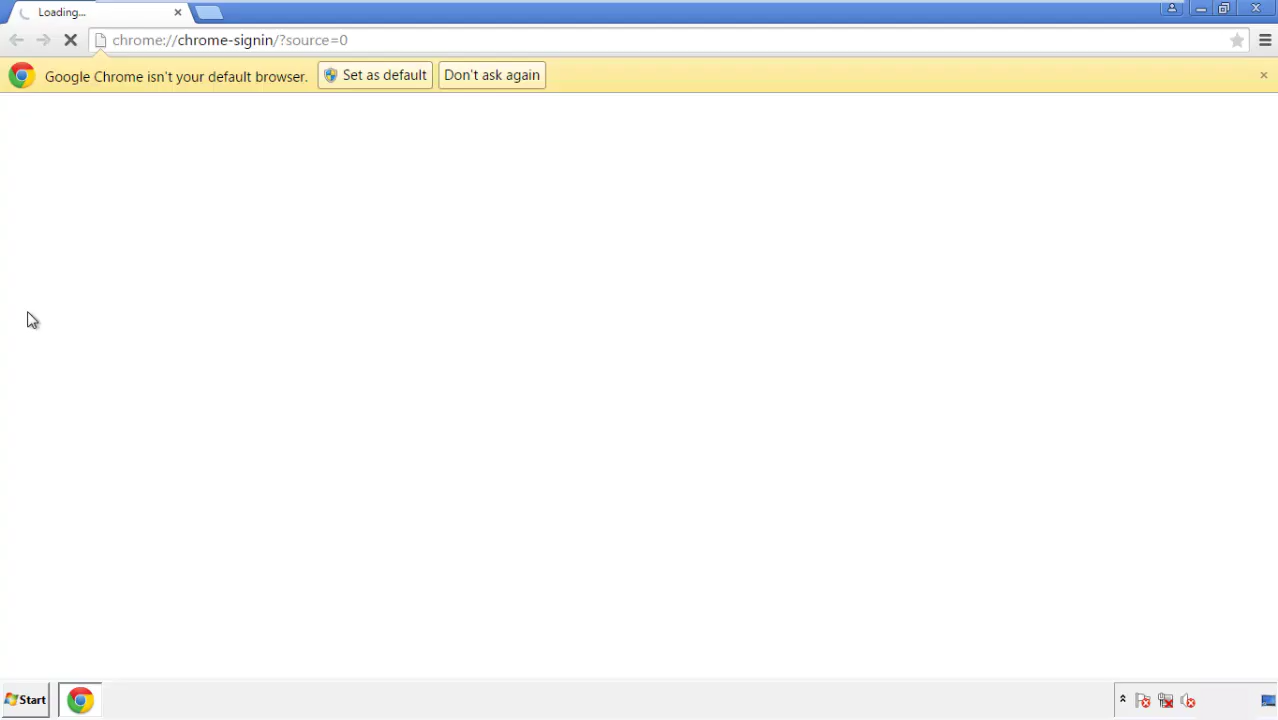 Loading...
chrome://chrome-signin/?source=0
Google Chrome isn't your default browser. Set as default Don't ask again
Start